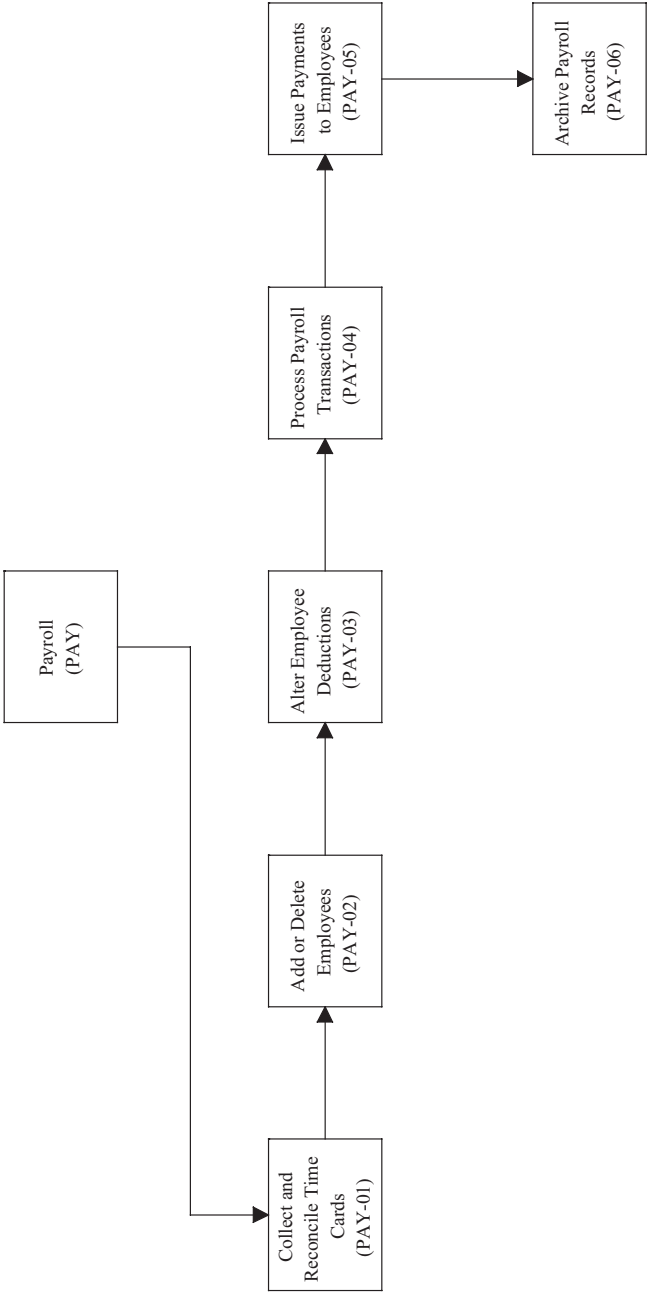 Payroll
(PAY)
Collect and
Reconcile Time
Cards
(PAY-01)
Add or Delete
Employees
(PAY-02)
Alter Employee
Deductions
(PAY-03)
Process Payroll
Transactions
(PAY-04)
Issue Payments
to Employees
(PAY-05)
Archive Payroll
Records
(PAY-06)